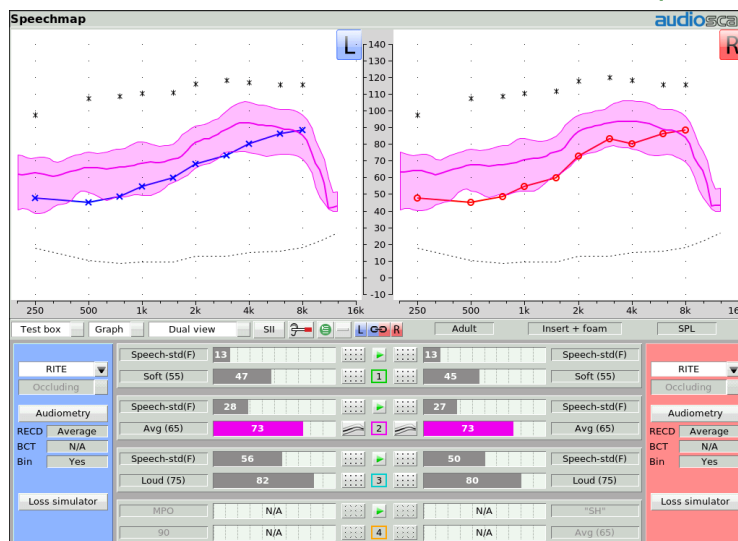 Speechmap audiosca
L 140 R
130
120
110
100
90
80
70
60
50
40
30
20
10
0
-10
250 500 1k 2k 4k 8k 16k 250 500 1k 2k 4k 8k 16
Test box Graph Dual view SII L R Adult Insert + foam SPL
Speech-std(F) 13 13 Speech-std(F)
RITE Soft (55) 47 1 45 Soft (55) RITE
Occluding Occluding
Audiometry Speech-std(F) 28 27 Speech-std(F) Audiometry
RECD Average Avg (65) 73 2 73 Avg (65) RECD Average
BCT N/A BCT N/A
Bin Yes Speech-std(F) 56 50 Speech-std(F) Bin Yes
Loud (75) 82 3 80 Loud (75)
Loss simulator Loss simulator
MPO N/A N/A "SH"
90 N/A 4 N/A Avg (65)